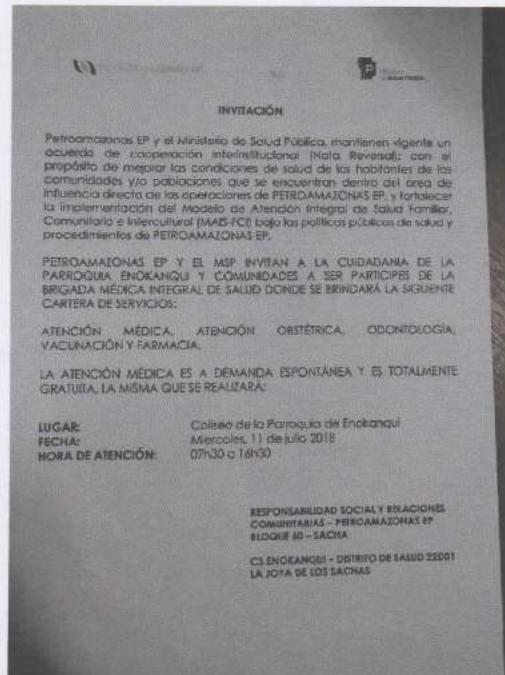 INVITACIÓN
Petroamazonas EP y el Ministerio de Salud Pública, mantienen vigente un
acuerdo de cooperación interinstitucional (Nota Reversal); con el
propósito de mejorar las condiciones de salud de los habitantes de las
comunidades y/o poblaciones que se encuentran dentro del área de
influencia directa de las operaciones de PETROAMAZONAS EP, y fortalecer
la implementación del Modelo de Atención Integral de Salud Familiar,
Comunitario e Intercultural (MAIS-FCI) bajo las políticas públicas de salud y
procedimientos de PETROAMAZONAS EP.
PETROAMAZONAS EP Y EL MSP INVITAN A LA CUIDADANIA DE LA
PARROQUIA ENOKANQUI Y COMUNIDADES A SER PARTICIPES DE LA
BRIGADA MÉDICA INTEGRAL DE SALUD DONDE SE BRINDARÁ LA SIGUIENTE
CARTERA DE SERVICIOS:
ATENCIÓN MÉDICA, ATENCIÓN OBSTÉTRICA, ODONTOLOGÍA,
VACUNACIÓN Y FARMACIA.
LA ATENCIÓN MÉDICA ES A DEMANDA ESPONTÁNEA Y ES TOTALMENTE
GRATUITA, LA MISMA QUE SE REALIZARÁ:
LUGAR: Coliseo de la Parroquia de Enokanqui
FECHA: Miercoles, 11 de julio 2018
HORA DE ATENCIÓN: 07h30 a 16h30
RESPONSABILIDAD SOCIAL Y RELACIONES
COMUNITARIAS – PETROAMAZONAS EP
BLOQUE 60 – SACHA
CS ENOKANQUI – DISTRITO DE SALUD 22D01
LA JOYA DE LOS SACHAS